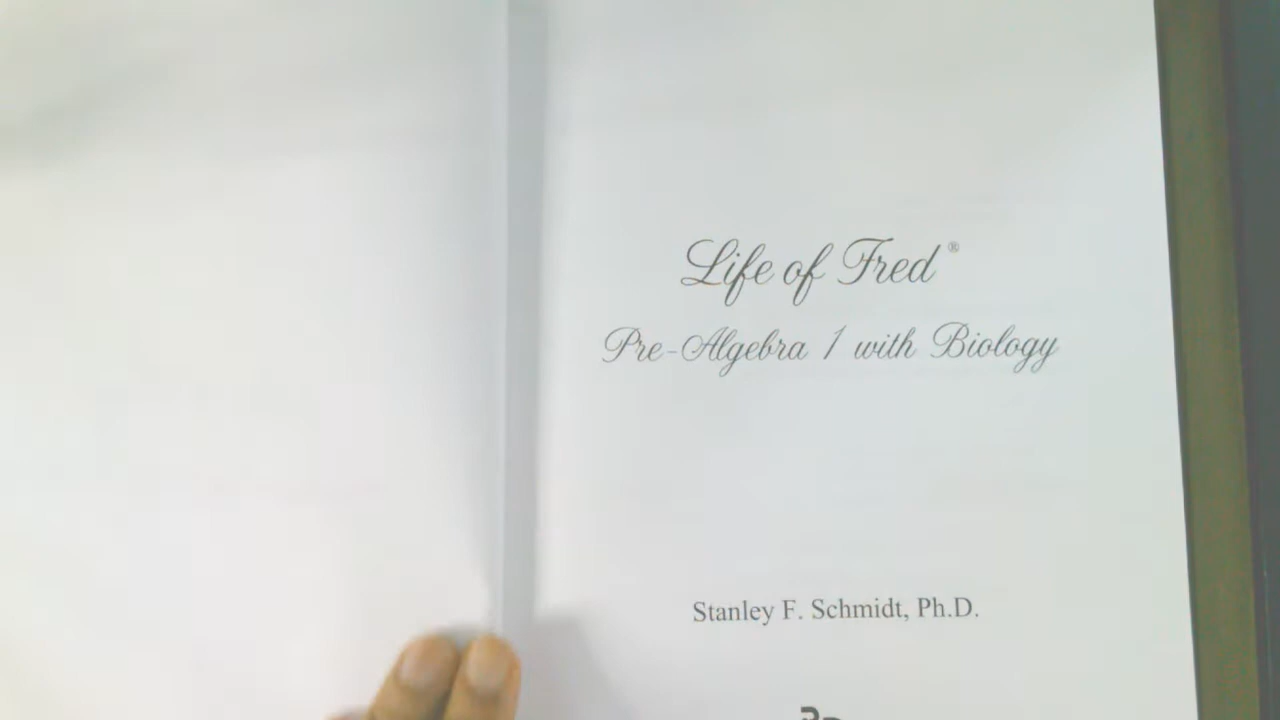 Life of Fred®
Pre-Algebra 1 with Biology
Stanley F. Schmidt, Ph.D.